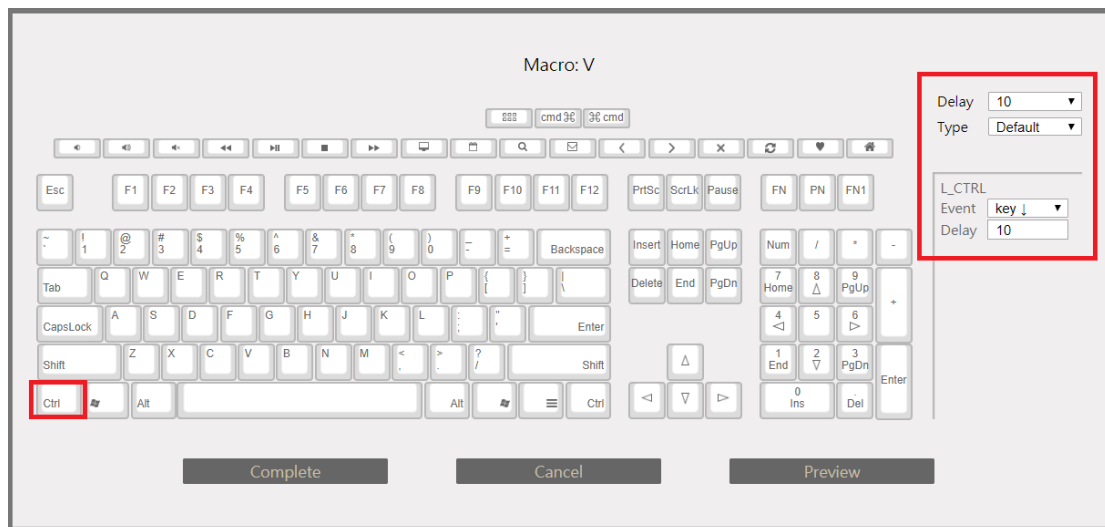 Macro: V
cmd ⌘ ⌘ cmd
Delay 10
Type Default
Esc F1 F2 F3 F4 F5 F6 F7 F8 F9 F10 F11 F12 PrtSc ScrLk Pause FN PN FN1
~ ! @ # $ % ^ & * ( ) _ +
` 1 2 3 4 5 6 7 8 9 0 - = Backspace Insert Home PgUp Num / * -
Tab Q W E R T Y U I O P { [ } ] | \ Delete End PgDn 7 Home 8 9 PgUp +
CapsLock A S D F G H J K L : ; " ' Enter 4 5 6
Shift Z X C V B N M < , > . ? / Shift 1 End 2 3 PgDn Enter
Ctrl Alt Alt Ctrl 0 Ins . Del
L_CTRL
Event key ↓
Delay 10
Complete Cancel Preview